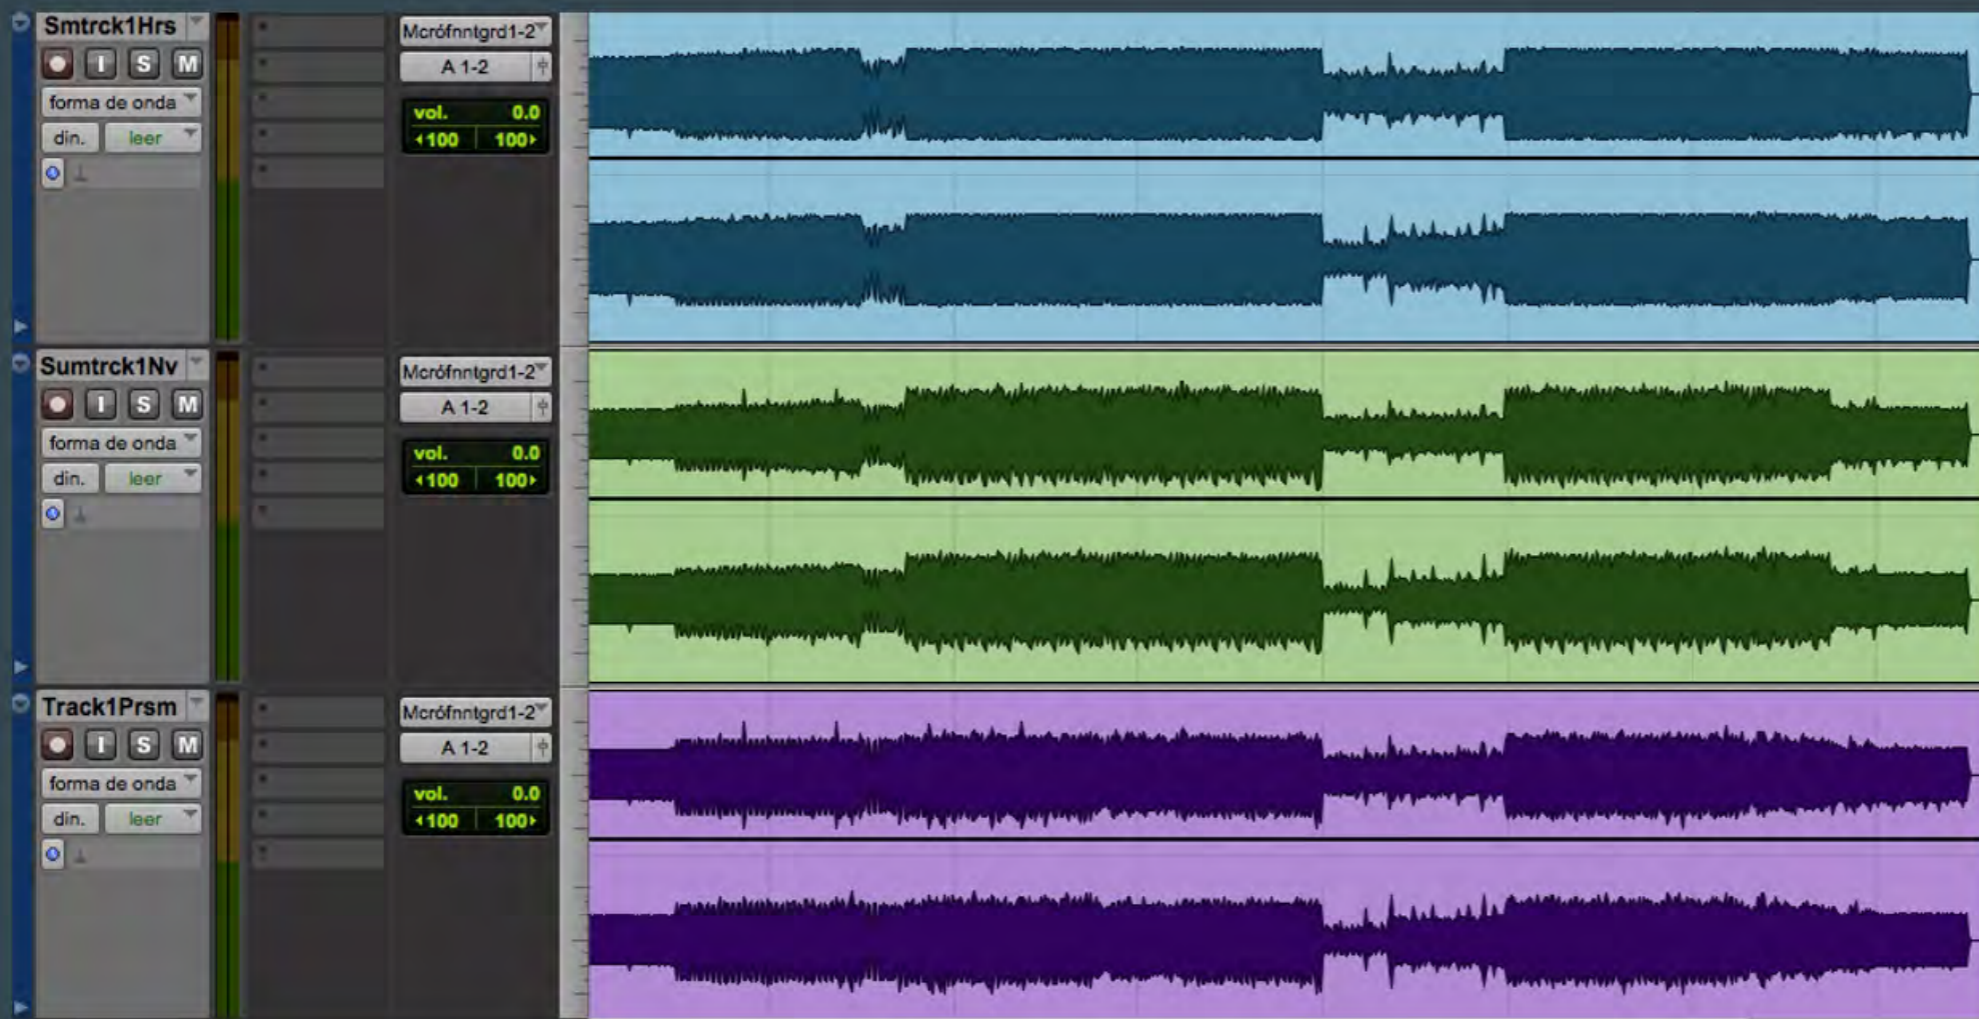 Smtrck1Hrs
Mcrófnntgrd1-2
I S M
A 1-2
forma de onda
vol. 0.0
din. leer
100 100
Sumtrck1Nv
Mcrófnntgrd1-2
I S M
A 1-2
forma de onda
vol. 0.0
din. leer
100 100
Track1Prsm
Mcrófnntgrd1-2
I S M
A 1-2
forma de onda
vol. 0.0
din. leer
100 100